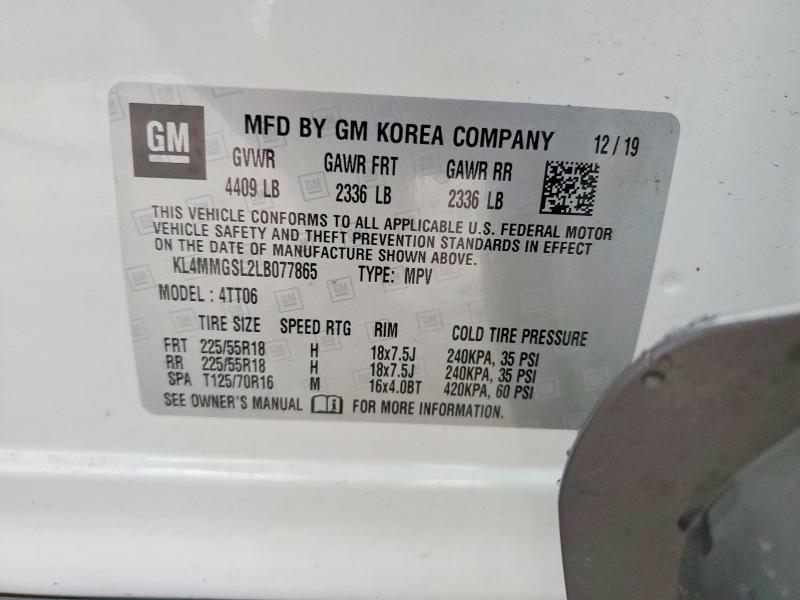 GM MFD BY GM KOREA COMPANY 12 / 19
GVWR GAWR FRT GAWR RR
4409 LB 2336 LB 2336 LB
THIS VEHICLE CONFORMS TO ALL APPLICABLE U.S. FEDERAL MOTOR
VEHICLE SAFETY AND THEFT PREVENTION STANDARDS IN EFFECT
ON THE DATE OF MANUFACTURE SHOWN ABOVE.
KL4MMGSL2LB077865 TYPE: MPV
MODEL : 4TT06
TIRE SIZE SPEED RTG RIM COLD TIRE PRESSURE
FRT 225/55R18 H 18x7.5J 240KPA, 35 PSI
RR 225/55R18 H 18x7.5J 240KPA, 35 PSI
SPA T125/70R16 M 16x4.0BT 420KPA, 60 PSI
SEE OWNER'S MANUAL FOR MORE INFORMATION.